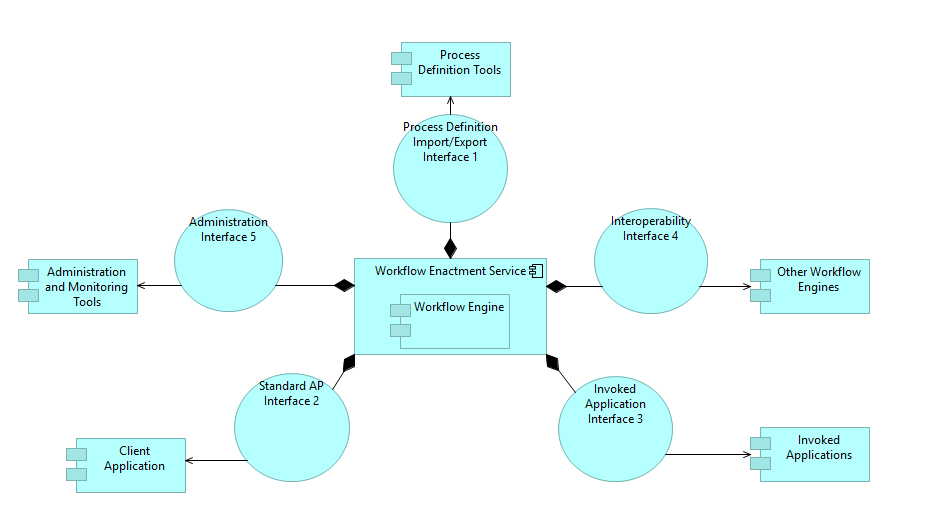 Process
Definition Tools
Process Definition
Import/Export
Interface 1
Administration
Interface 5
Interoperability
Interface 4
Administration
and Monitoring
Tools
Workflow Enactment Service
Workflow Engine
Other Workflow
Engines
Standard AP
Interface 2
Invoked
Application
Interface 3
Client
Application
Invoked
Applications